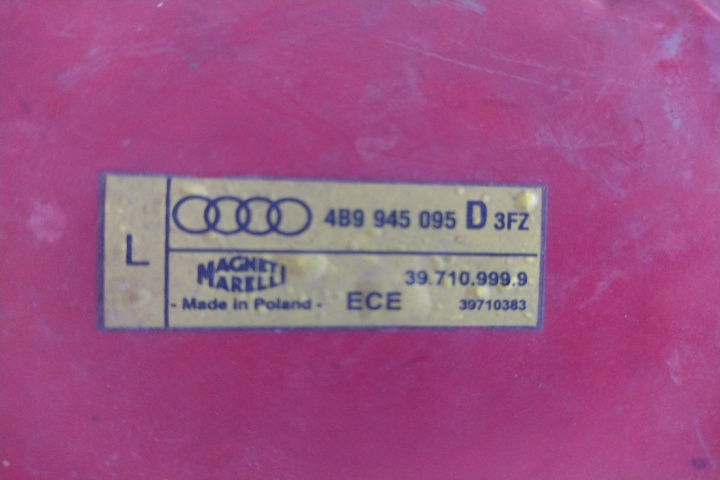 L
4B9 945 095 D 3FZ
MAGNETI
MARELLI
39.710.999.9
- Made in Poland - ECE 39710383